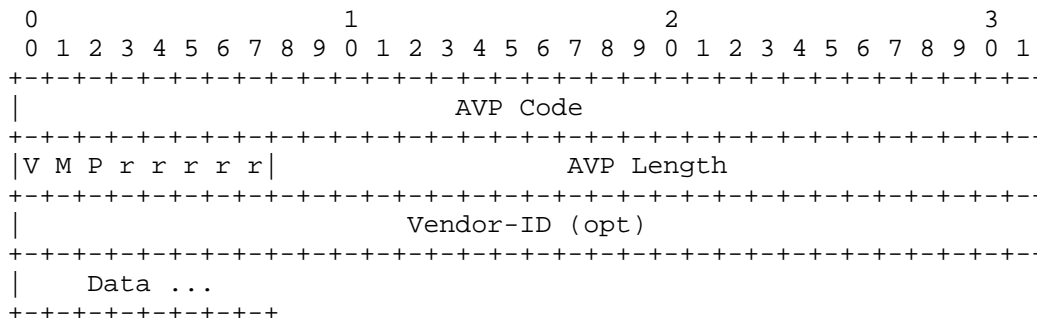 0                   1                   2                   3
 0 1 2 3 4 5 6 7 8 9 0 1 2 3 4 5 6 7 8 9 0 1 2 3 4 5 6 7 8 9 0 1
+-+-+-+-+-+-+-+-+-+-+-+-+-+-+-+-+-+-+-+-+-+-+-+-+-+-+-+-+-+-+-+-
|                           AVP Code
+-+-+-+-+-+-+-+-+-+-+-+-+-+-+-+-+-+-+-+-+-+-+-+-+-+-+-+-+-+-+-+-
|V M P r r r r r|                  AVP Length
+-+-+-+-+-+-+-+-+-+-+-+-+-+-+-+-+-+-+-+-+-+-+-+-+-+-+-+-+-+-+-+-
|                        Vendor-ID (opt)
+-+-+-+-+-+-+-+-+-+-+-+-+-+-+-+-+-+-+-+-+-+-+-+-+-+-+-+-+-+-+-+-
|    Data ...
+-+-+-+-+-+-+-+-+